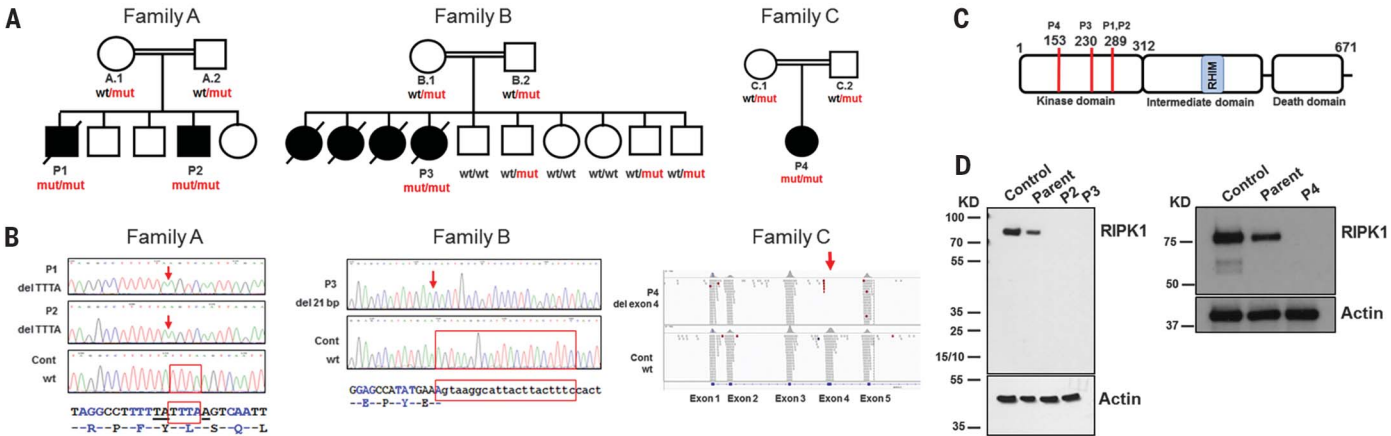 A
Family A
Family B
Family C
A.1
wt/mut
A.2
wt/mut
P1
mut/mut
P2
mut/mut
B.1
wt/mut
B.2
wt/mut
P3
mut/mut
wt/wt
wt/mut
wt/wt
wt/wt
wt/mut
wt/mut
C.1
wt/mut
C.2
wt/mut
P4
mut/mut
B
Family A
Family B
Family C
P1
del TTTA
P2
del TTTA
Cont
wt
TAGGCCTTTTTATTTAAGTCAATT
--R--P--F--Y--L--S--Q--L
P3
del 21 bp
Cont
wt
GGAGCCATATGAAAgtaaggcattacttactttccact
--E--P--Y--E--
P4
del exon 4
Cont
wt
Exon 1 Exon 2 Exon 3 Exon 4 Exon 5
C
P4 P3 P1,P2
1 153 230 289 312 671
RHIM
Kinase domain Intermediate domain Death domain
D
KD
Control
Parent
P2
P3
100
70
55
35
25
15/10
55
35
RIPK1
Actin
KD
Control
Parent
P4
75
50
37
RIPK1
Actin